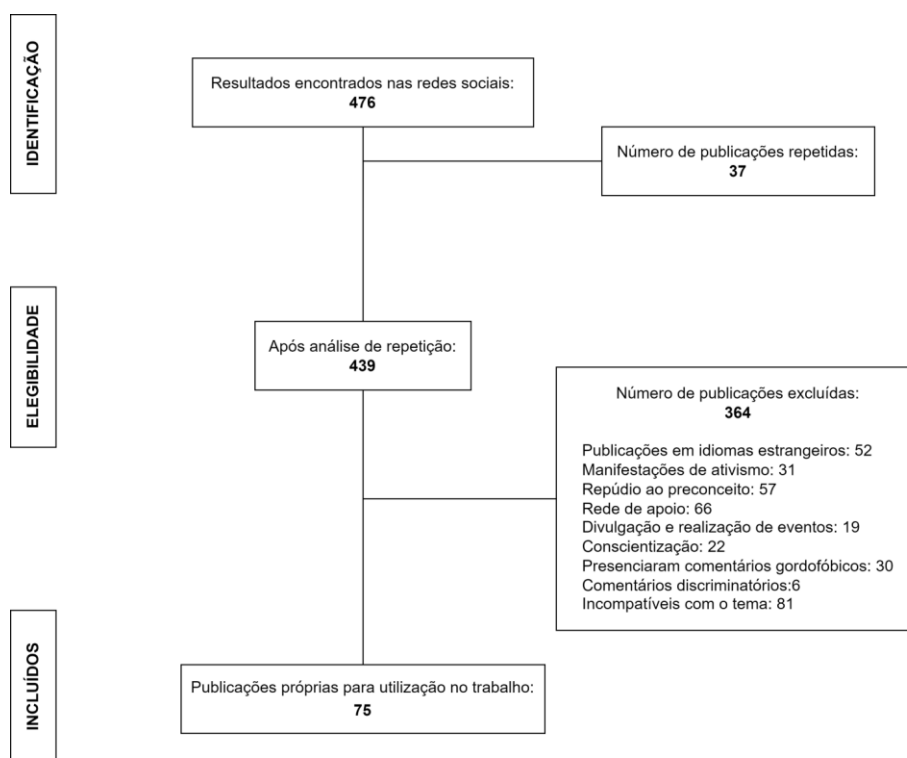 IDENTIFICAÇÃO
Resultados encontrados nas redes sociais:
476
Número de publicações repetidas:
37
ELEGIBILIDADE
Após análise de repetição:
439
Número de publicações excluídas:
364
Publicações em idiomas estrangeiros: 52
Manifestações de ativismo: 31
Repúdio ao preconceito: 57
Rede de apoio: 66
Divulgação e realização de eventos: 19
Conscientização: 22
Presenciaram comentários gordofóbicos: 30
Comentários discriminatórios:6
Incompatíveis com o tema: 81
INCLUÍDOS
Publicações próprias para utilização no trabalho:
75